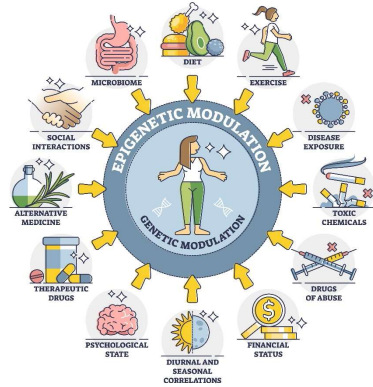 DIET
MICROBIOME
EXERCISE
SOCIAL
INTERACTIONS
DISEASE
EXPOSURE
EPIGENETIC MODULATION
ALTERNATIVE
MEDICINE
TOXIC
CHEMICALS
GENETIC MODULATION
THERAPEUTIC
DRUGS
DRUGS
OF ABUSE
PSYCHOLOGICAL
STATE
FINANCIAL
STATUS
DIURNAL AND
SEASONAL
CORRELATIONS